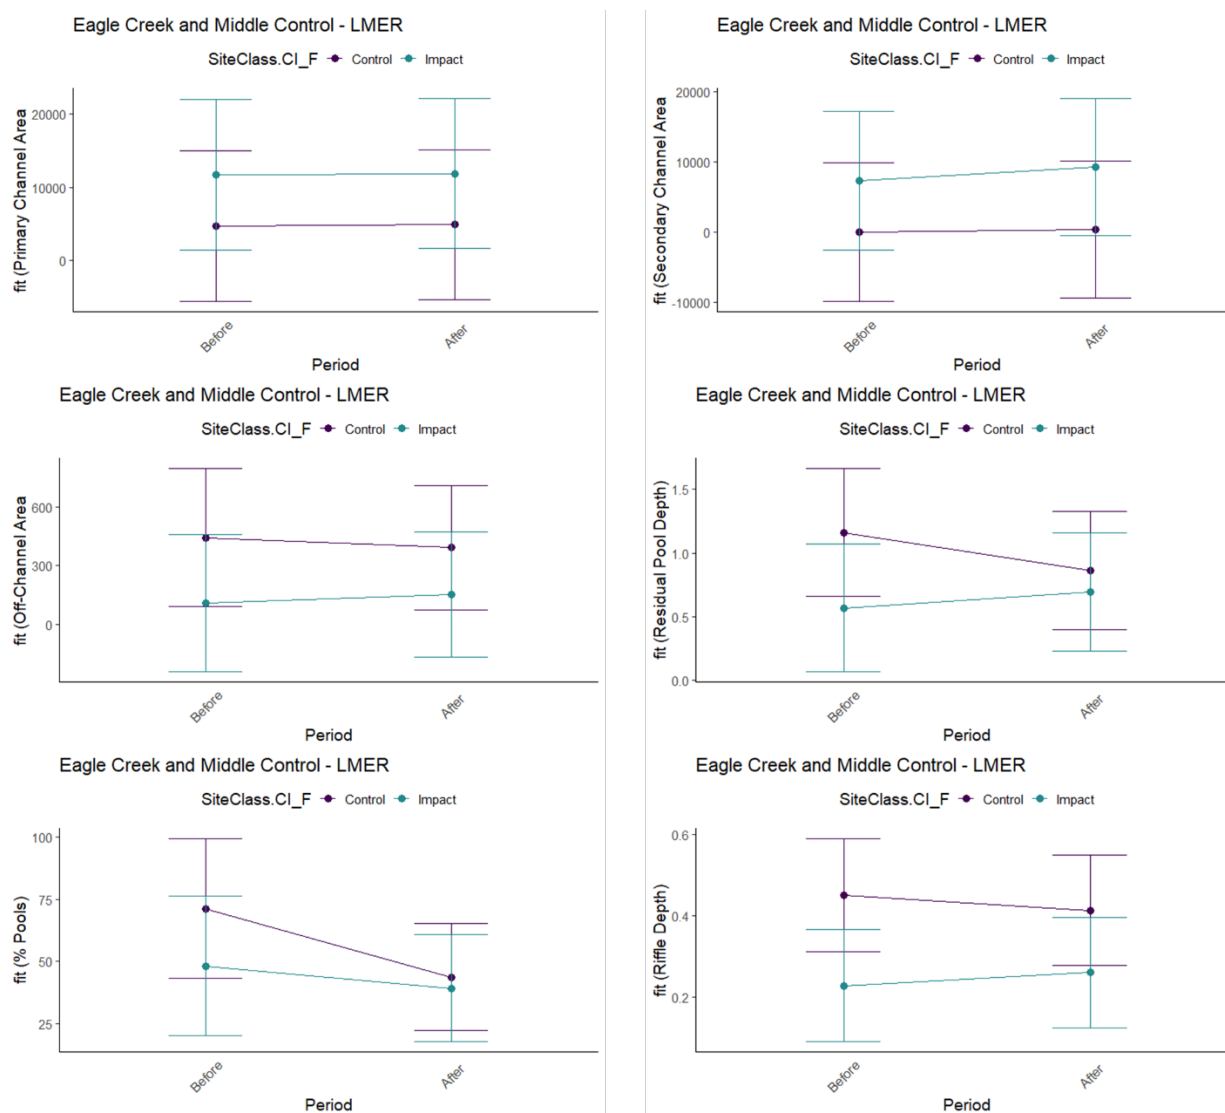 Eagle Creek and Middle Control - LMER
SiteClass.CI_F Control Impact
fit (Primary Channel Area
20000
10000
0
Before
After
Period
Eagle Creek and Middle Control - LMER
SiteClass.CI_F Control Impact
fit (Secondary Channel Area
20000
10000
0
-10000
Before
After
Period
Eagle Creek and Middle Control - LMER
SiteClass.CI_F Control Impact
fit (Off-Channel Area
600
300
0
Before
After
Period
Eagle Creek and Middle Control - LMER
SiteClass.CI_F Control Impact
fit (Residual Pool Depth)
1.5
1.0
0.5
0.0
Before
After
Period
Eagle Creek and Middle Control - LMER
SiteClass.CI_F Control Impact
fit (% Pools)
100
75
50
25
Before
After
Period
Eagle Creek and Middle Control - LMER
SiteClass.CI_F Control Impact
fit (Riffle Depth)
0.6
0.4
0.2
Before
After
Period